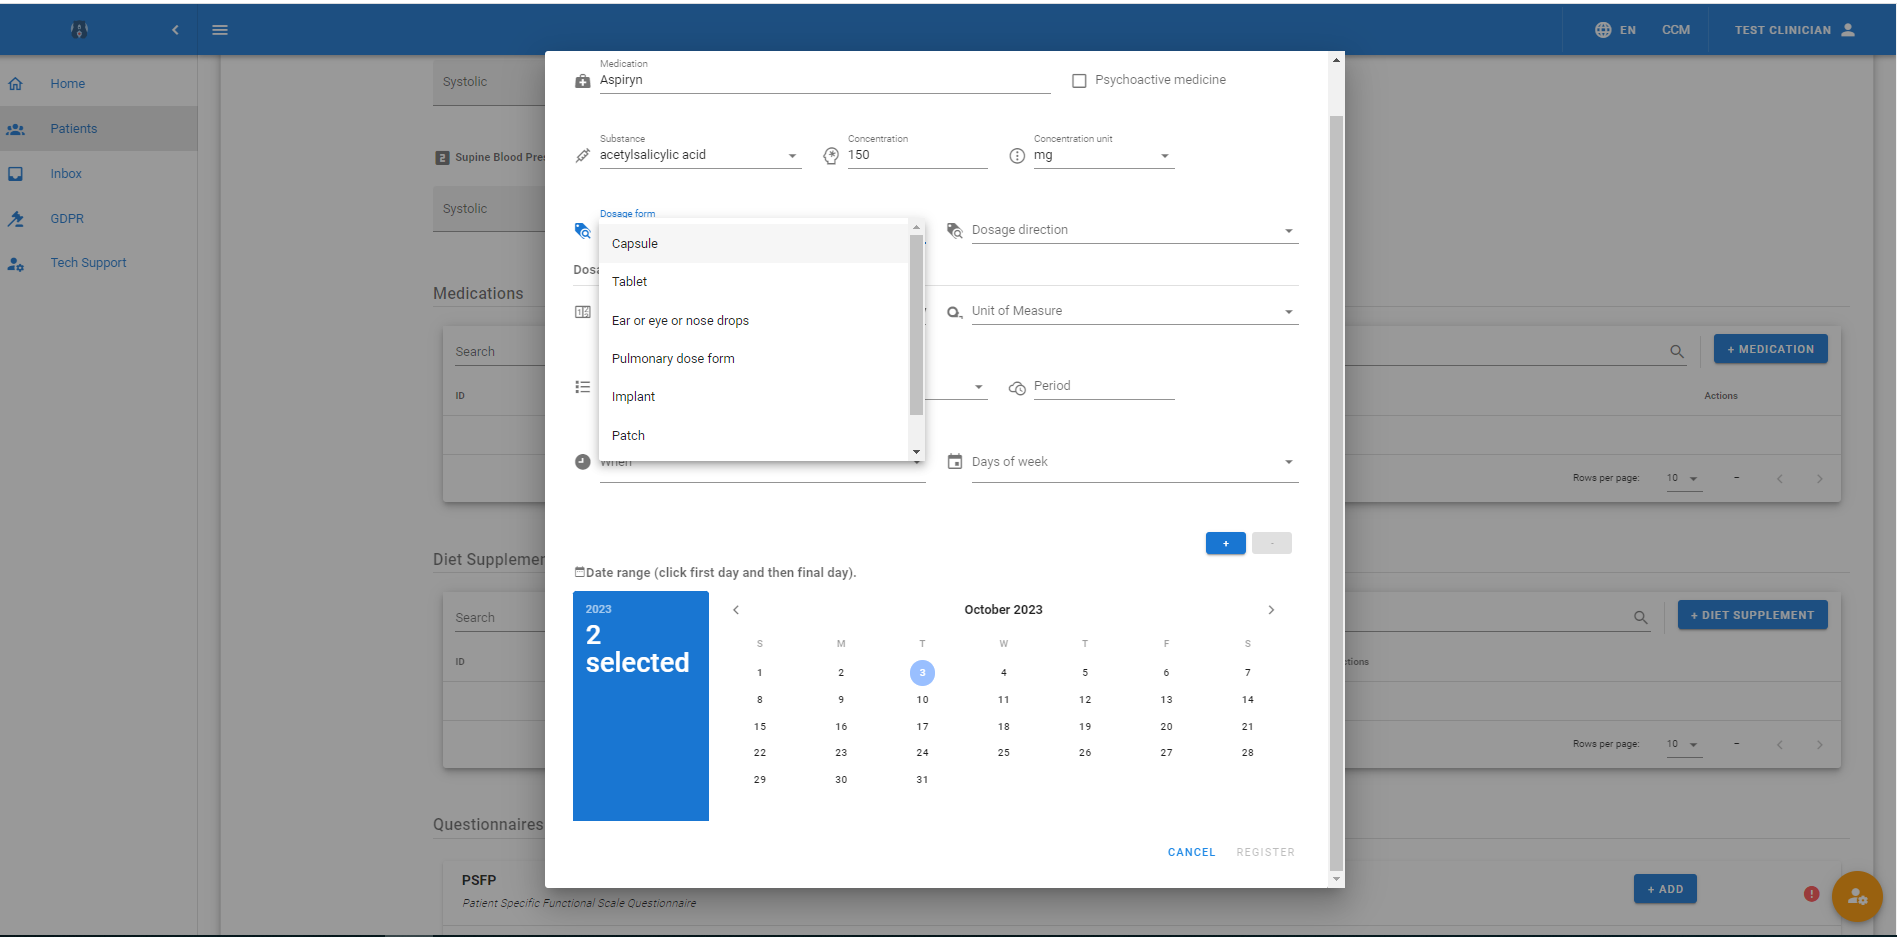 EN
CCM
TEST CLINICIAN
Home
Patients
Inbox
GDPR
Tech Support
Systolic
Supine Blood Pre
Systolic
Medication
Aspiryn
Psychoactive medicine
Substance
acetylsalicylic acid
Concentration
150
Concentration unit
mg
Dosage form
Capsule
Tablet
Ear or eye or nose drops
Pulmonary dose form
Implant
Patch
Dosage direction
Dosa
Unit of Measure
Period
When
Days of week
+
-
Date range (click first day and then final day).
2023
2
selected
October 2023
S M T W T F S
1 2 3 4 5 6 7
8 9 10 11 12 13 14
15 16 17 18 19 20 21
22 23 24 25 26 27 28
29 30 31
CANCEL
REGISTER
Medications
Search
+ MEDICATION
ID
Actions
Rows per page:
10
–
Diet Supplemen
Search
+ DIET SUPPLEMENT
ID
ctions
Rows per page:
10
–
Questionnaires
PSFP
Patient Specific Functional Scale Questionnaire
+ ADD